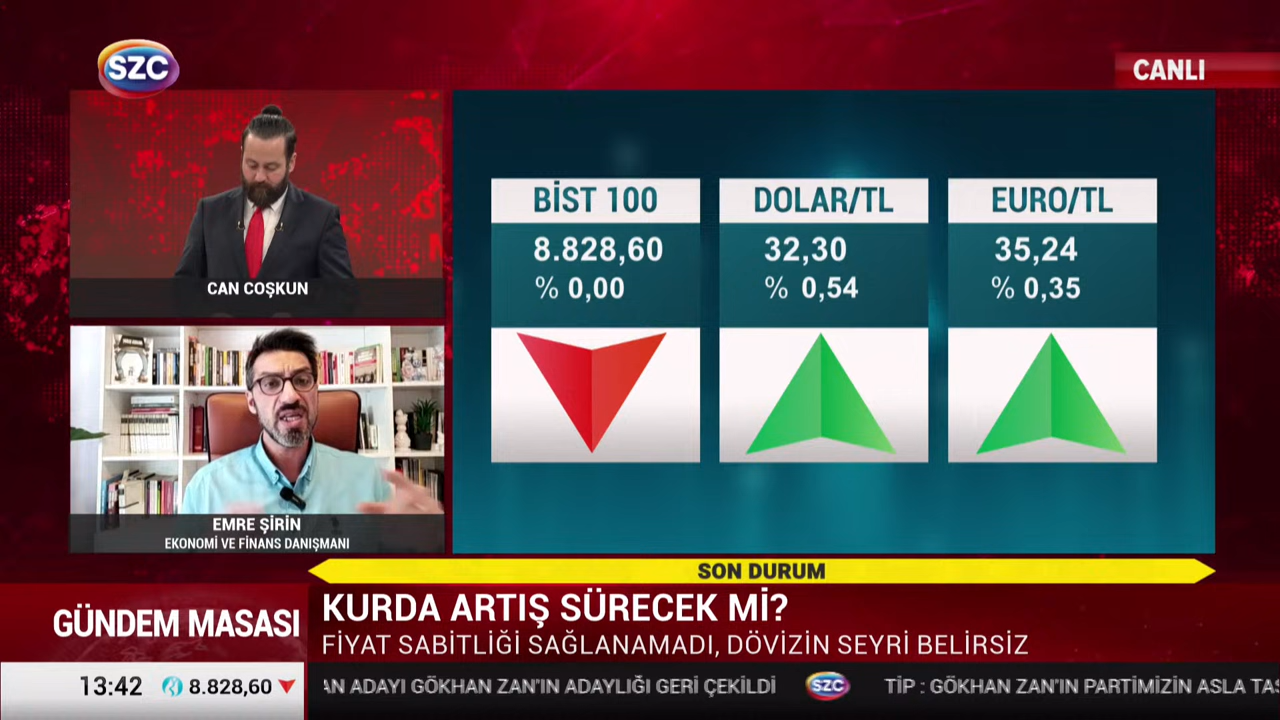 SZC
CANLI
CAN COŞKUN
EMRE ŞİRİN
EKONOMİ VE FİNANS DANIŞMANI
BİST 100
8.828,60
% 0,00
DOLAR/TL
32,30
% 0,54
EURO/TL
35,24
% 0,35
SON DURUM
GÜNDEM MASASI
KURDA ARTIŞ SÜRECEK Mİ?
FİYAT SABİTLİĞİ SAĞLANAMADI, DÖVİZİN SEYRİ BELİRSİZ
13:42 8.828,60
ADAYI GÖKHAN ZAN'IN ADAYLIĞI GERİ ÇEKİLDİ SZC TİP : GÖKHAN ZAN'IN PARTİMİZİN ASLA